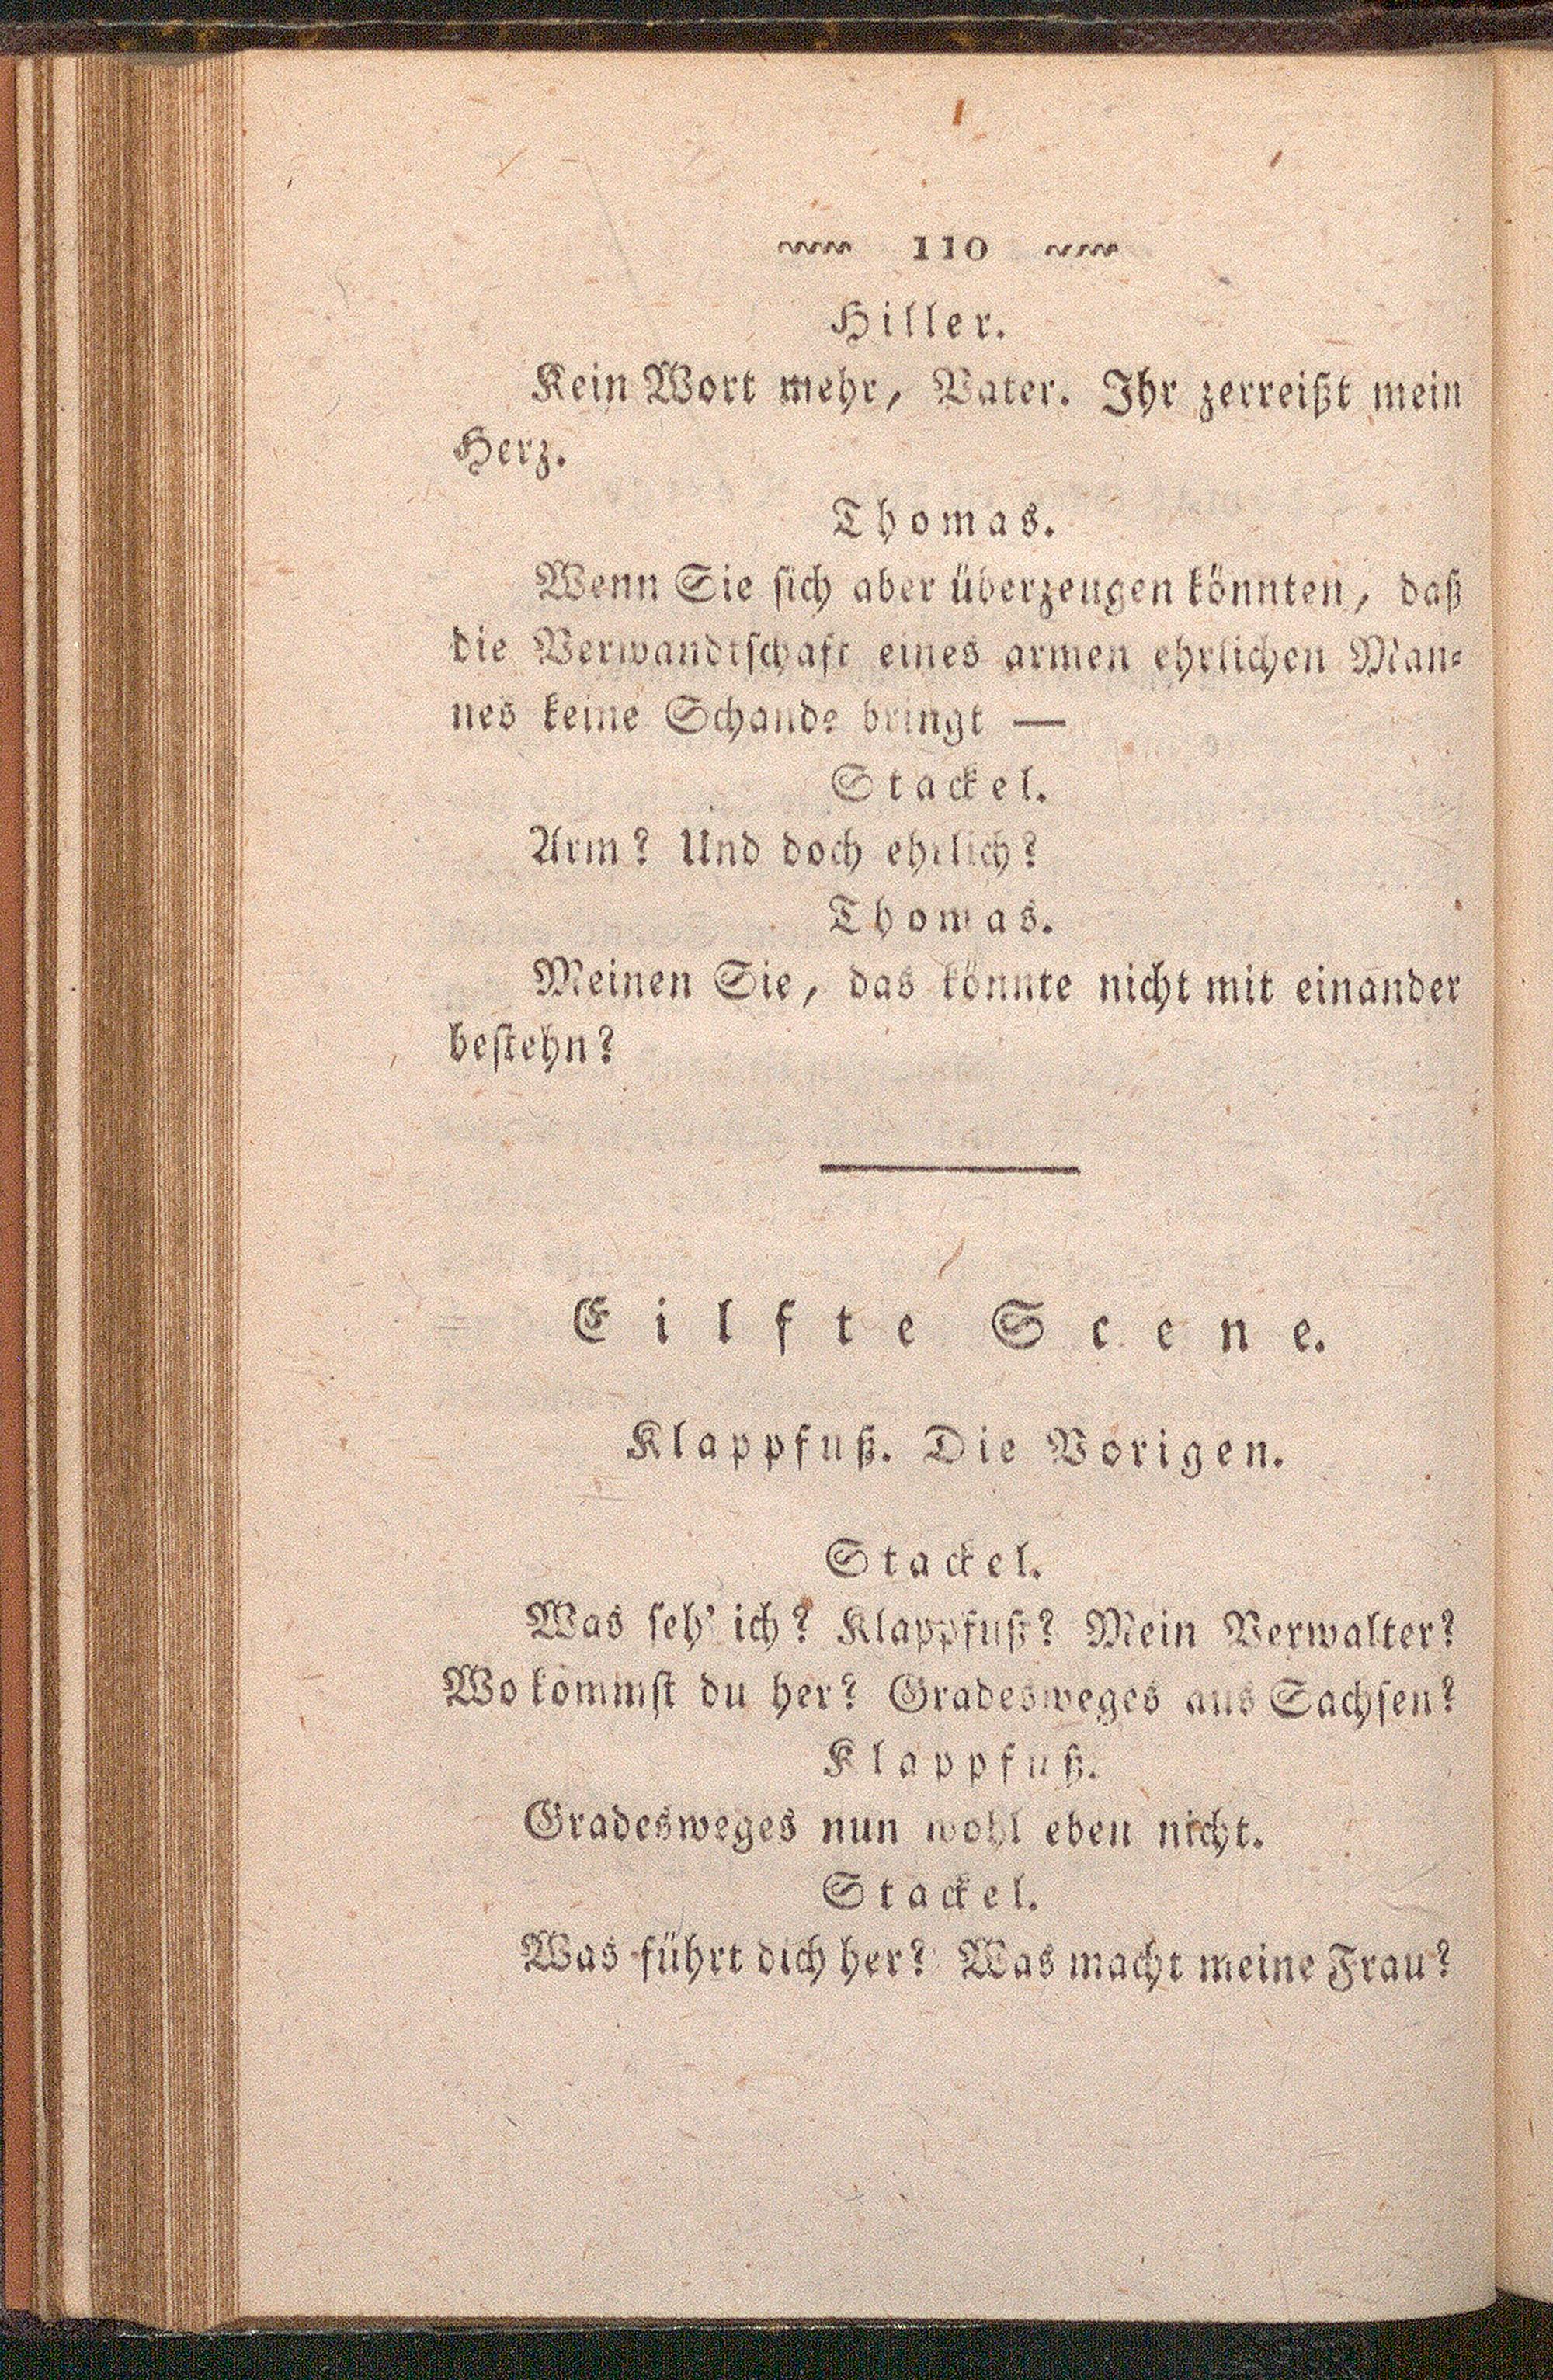 110
Hiller.
Kein Wort mehr, Vater. Ihr zerreißt mein
Herz.
Thomas.
Wenn Sie sich aber überzeugen könnten, daß
die Verwandtschaft eines armen ehrlichen Man-
nes keine Schande bringt —
Stackel.
Arm? Und doch ehrlich?
Thomas.
Meinen Sie, das könnte nicht mit einander
bestehn?
Eilfte Scene.
Klappfuß. Die Vorigen.
Stackel.
Was seh' ich? Klappfuß? Mein Verwalter?
Wo kommst du her? Gradesweges aus Sachsen?
Klappfuß.
Gradesweges nun wohl eben nicht.
Stackel.
Was führt dich her? Was macht meine Frau?